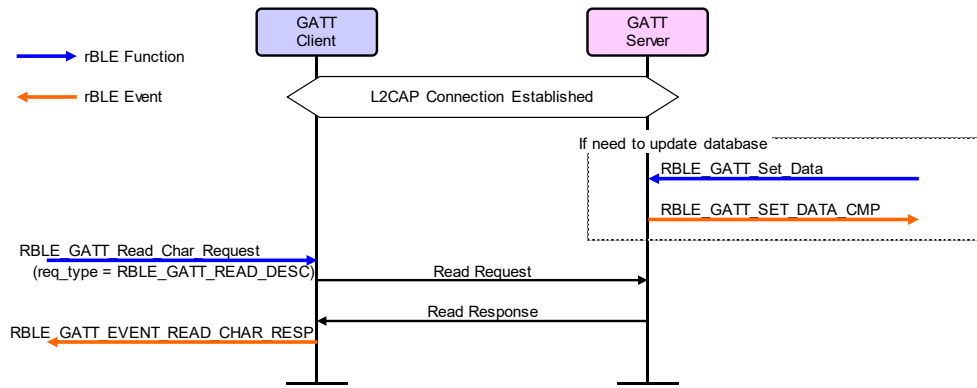 GATT
Client
GATT
Server
rBLE Function
rBLE Event
L2CAP Connection Established
If need to update database
RBLE_GATT_Set_Data
RBLE_GATT_SET_DATA_CMP
RBLE_GATT_Read_Char_Request
(req_type = RBLE_GATT_READ_DESC)
Read Request
Read Response
RBLE_GATT_EVENT_READ_CHAR_RESP